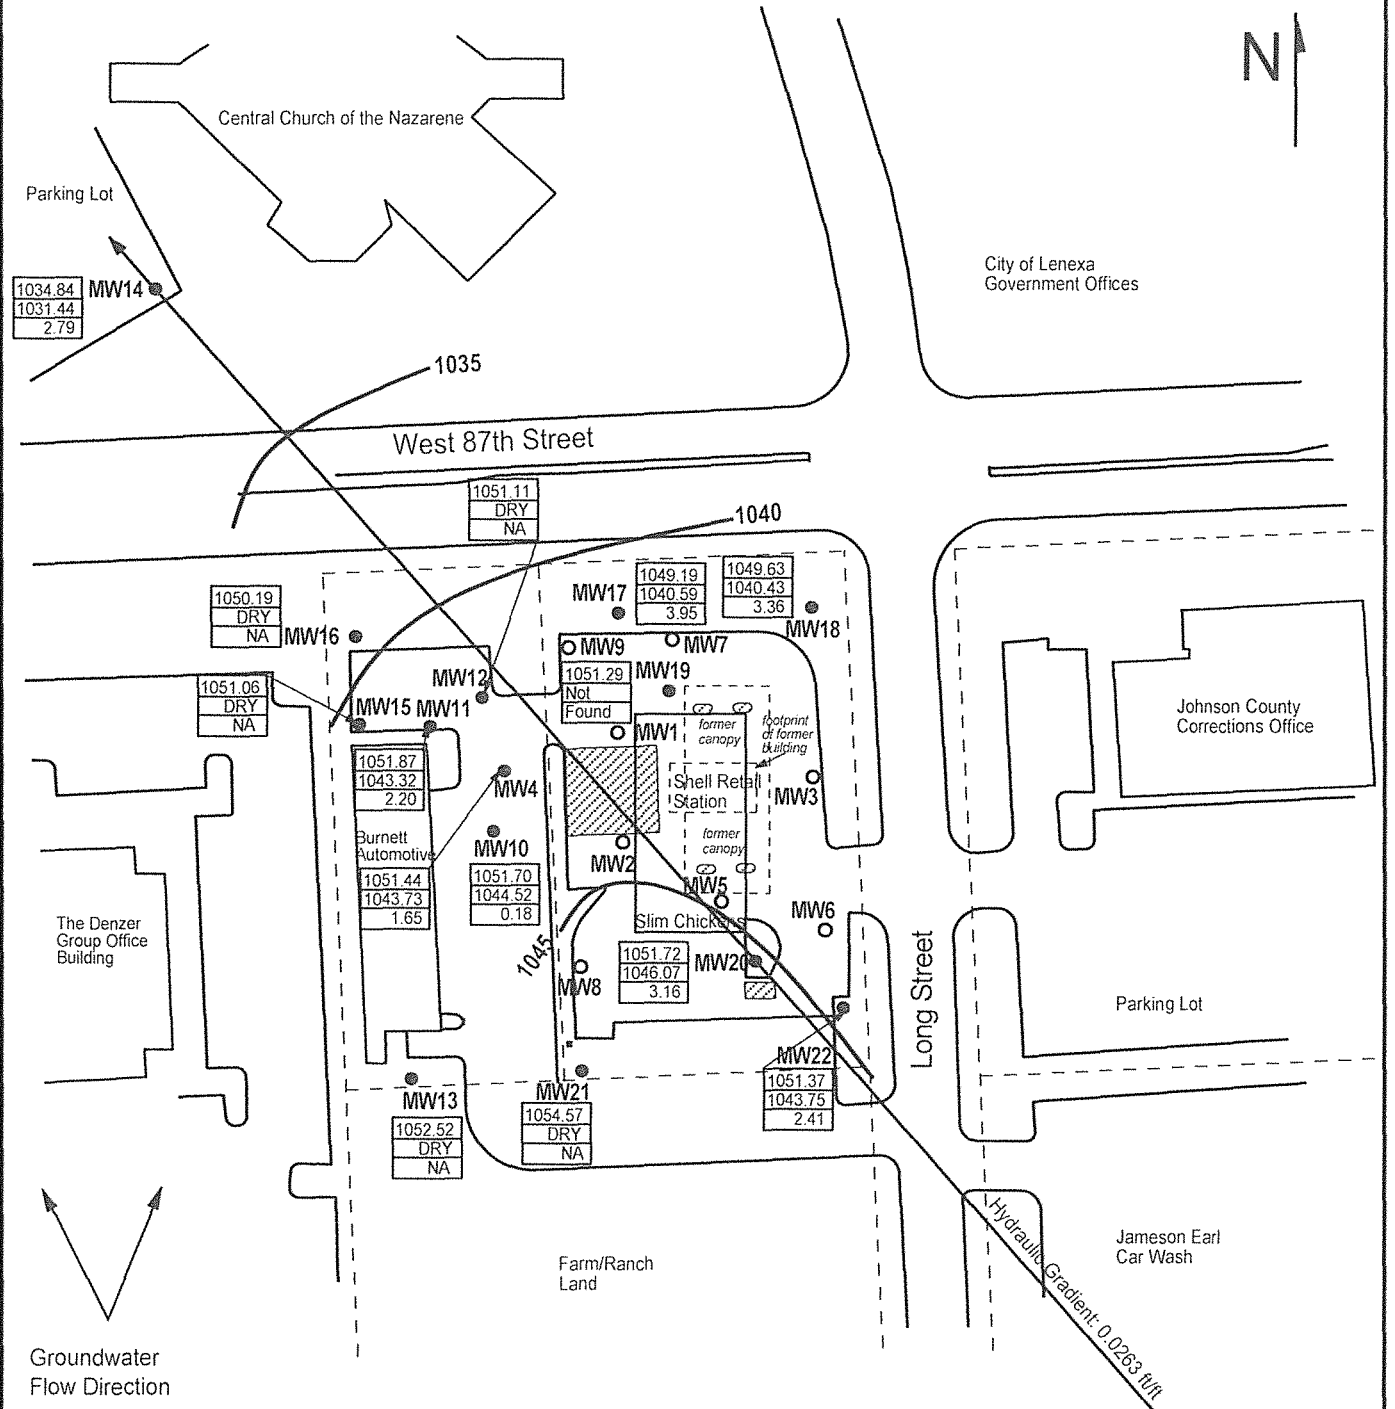 N
Central Church of the Nazarene
Parking Lot
City of Lenexa
Government Offices
1034.84
1031.44
2.79
MW14
1035
West 87th Street
1051.11
DRY
NA
1040
1050.19
DRY
NA
MW16
MW17
1049.19
1040.59
3.95
1049.63
1040.43
3.36
MW18
MW9
MW7
1051.06
DRY
NA
MW12
1051.29
Not
Found
MW19
MW15
MW11
MW1
former
canopy
footprint
of former
building
Johnson County
Corrections Office
1051.87
1043.32
2.20
MW4
Shell Retail
Station
MW3
Burnett
Automotive
MW10
former
canopy
MW2
1051.44
1043.73
1.65
1051.70
1044.52
0.18
MW5
MW6
The Denzer
Group Office
Building
Slim Chickens
1045
1051.72
1046.07
3.16
MW20
MW8
Long Street
Parking Lot
MW22
1051.37
1043.75
2.41
MW13
1052.52
DRY
NA
MW21
1054.57
DRY
NA
Hydraulic Gradient: 0.0263 ft/ft
Jameson Earl
Car Wash
Farm/Ranch
Land
Groundwater
Flow Direction